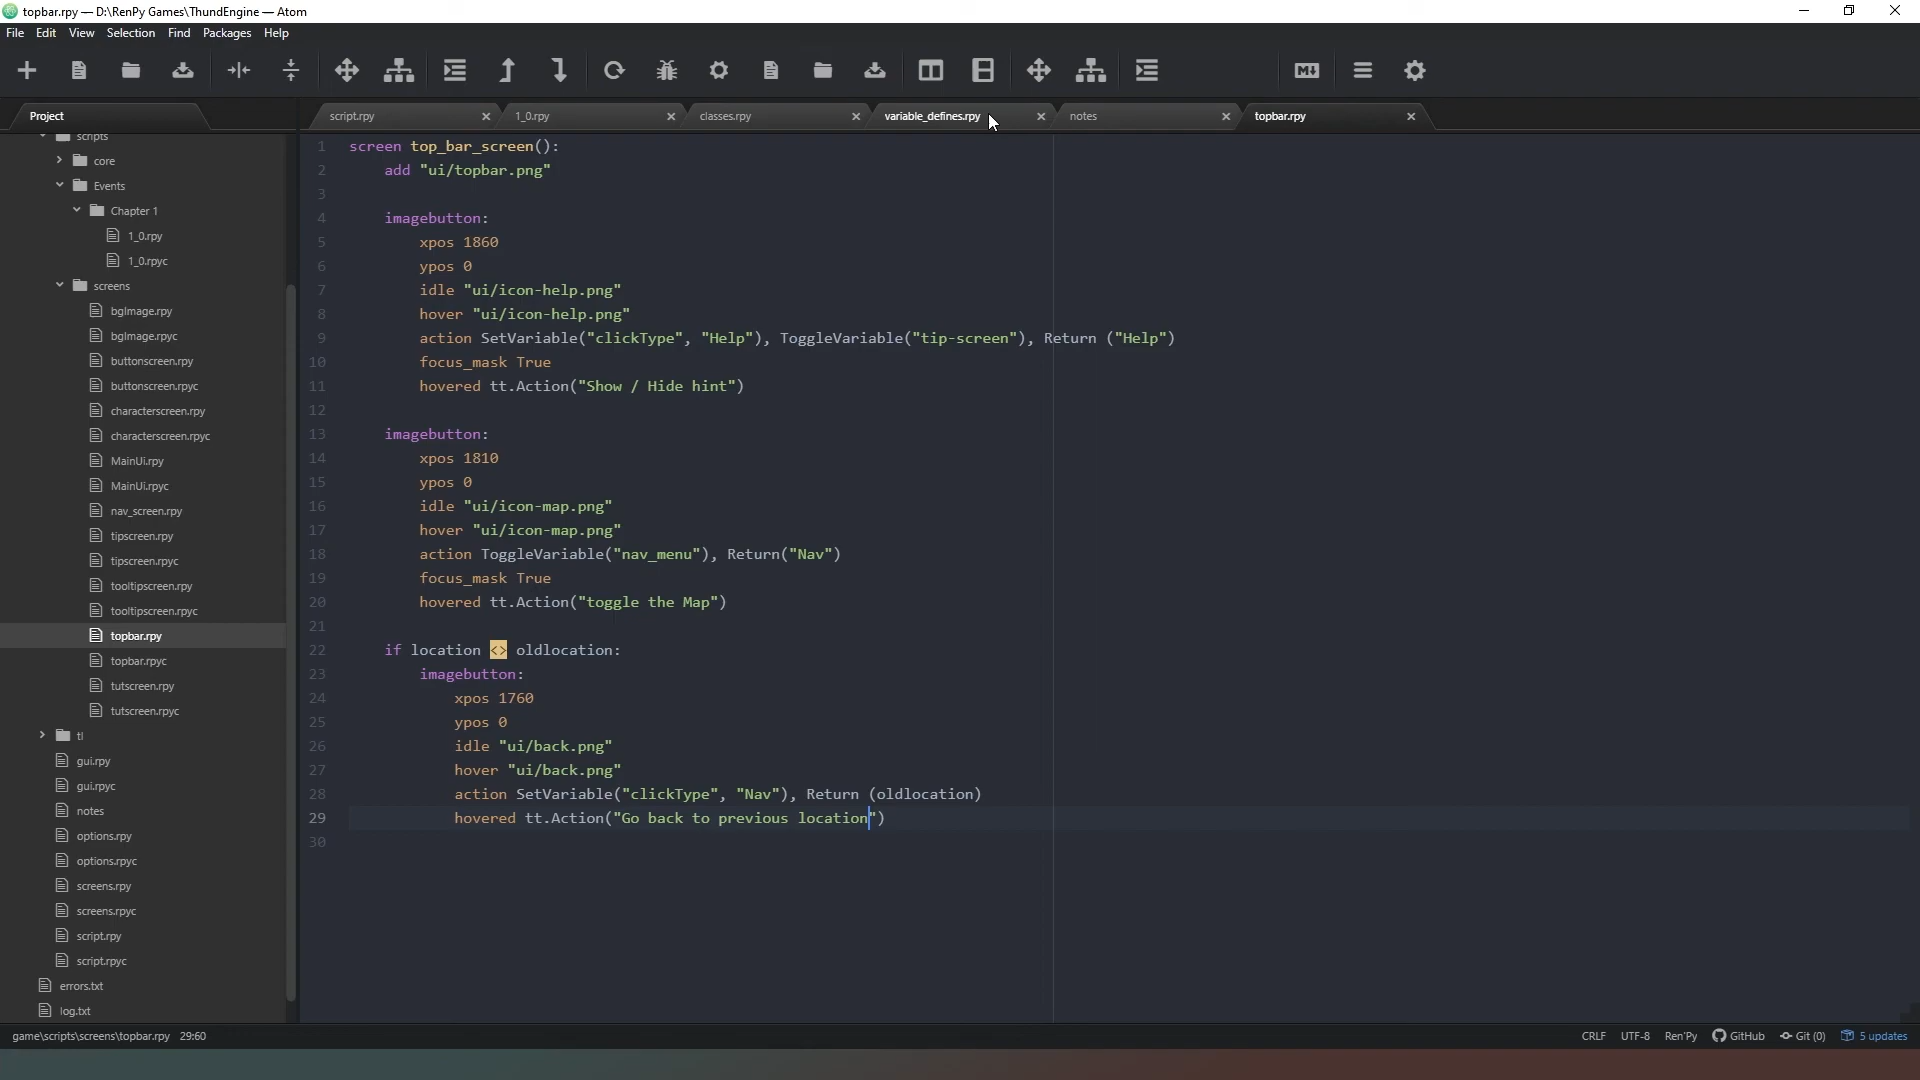 topbar.rpy — D:\RenPy Games\ThundEngine — Atom
File Edit View Selection Find Packages Help
Project
script.rpy
1_0.rpy
classes.rpy
variable_defines.rpy
notes
topbar.rpy
scripts
core
Events
Chapter 1
1_0.rpy
1_0.rpyc
screens
bgImage.rpy
bgImage.rpyc
buttonscreen.rpy
buttonscreen.rpyc
characterscreen.rpy
characterscreen.rpyc
MainUi.rpy
MainUi.rpyc
nav_screen.rpy
tipscreen.rpy
tipscreen.rpyc
tooltipscreen.rpy
tooltipscreen.rpyc
topbar.rpy
topbar.rpyc
tutscreen.rpy
tutscreen.rpyc
tl
gui.rpy
gui.rpyc
notes
options.rpy
options.rpyc
screens.rpy
screens.rpyc
script.rpy
script.rpyc
errors.txt
log.txt
1 screen top_bar_screen():
2 add "ui/topbar.png"
3
4 imagebutton:
5 xpos 1860
6 ypos 0
7 idle "ui/icon-help.png"
8 hover "ui/icon-help.png"
9 action SetVariable("clickType", "Help"), ToggleVariable("tip-screen"), Return ("Help")
10 focus_mask True
11 hovered tt.Action("Show / Hide hint")
12
13 imagebutton:
14 xpos 1810
15 ypos 0
16 idle "ui/icon-map.png"
17 hover "ui/icon-map.png"
18 action ToggleVariable("nav_menu"), Return("Nav")
19 focus_mask True
20 hovered tt.Action("toggle the Map")
21
22 if location <> oldlocation:
23 imagebutton:
24 xpos 1760
25 ypos 0
26 idle "ui/back.png"
27 hover "ui/back.png"
28 action SetVariable("clickType", "Nav"), Return (oldlocation)
29 hovered tt.Action("Go back to previous location")
30
game\scripts\screens\topbar.rpy 29:60
CRLF UTF-8 Ren'Py GitHub Git (0) 5 updates